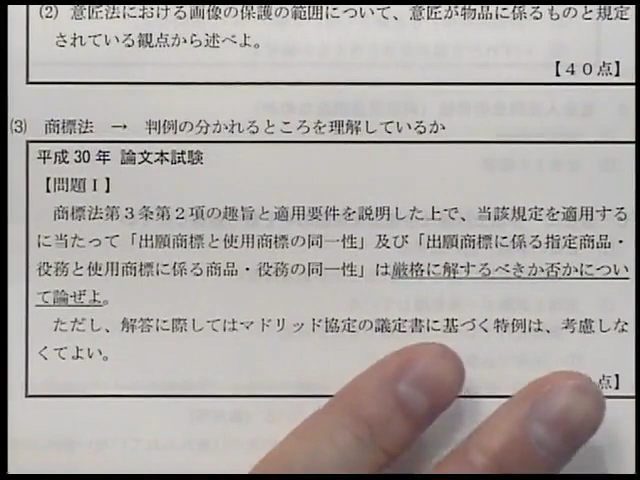 (2) 意匠法における画像の保護の範囲について、意匠が物品に係るものと規定
されている観点から述べよ。
【４０点】
(3) 商標法 → 判例の分かれるところを理解しているか
平成 30 年 論文本試験
【問題Ⅰ】
商標法第３条第２項の趣旨と適用要件を説明した上で、当該規定を適用する
に当たって「出願商標と使用商標の同一性」及び「出願商標に係る指定商品・
役務と使用商標に係る商品・役務の同一性」は厳格に解するべきか否かについ
て論ぜよ。
ただし、解答に際してはマドリッド協定の議定書に基づく特例は、考慮しな
くてよい。
点】